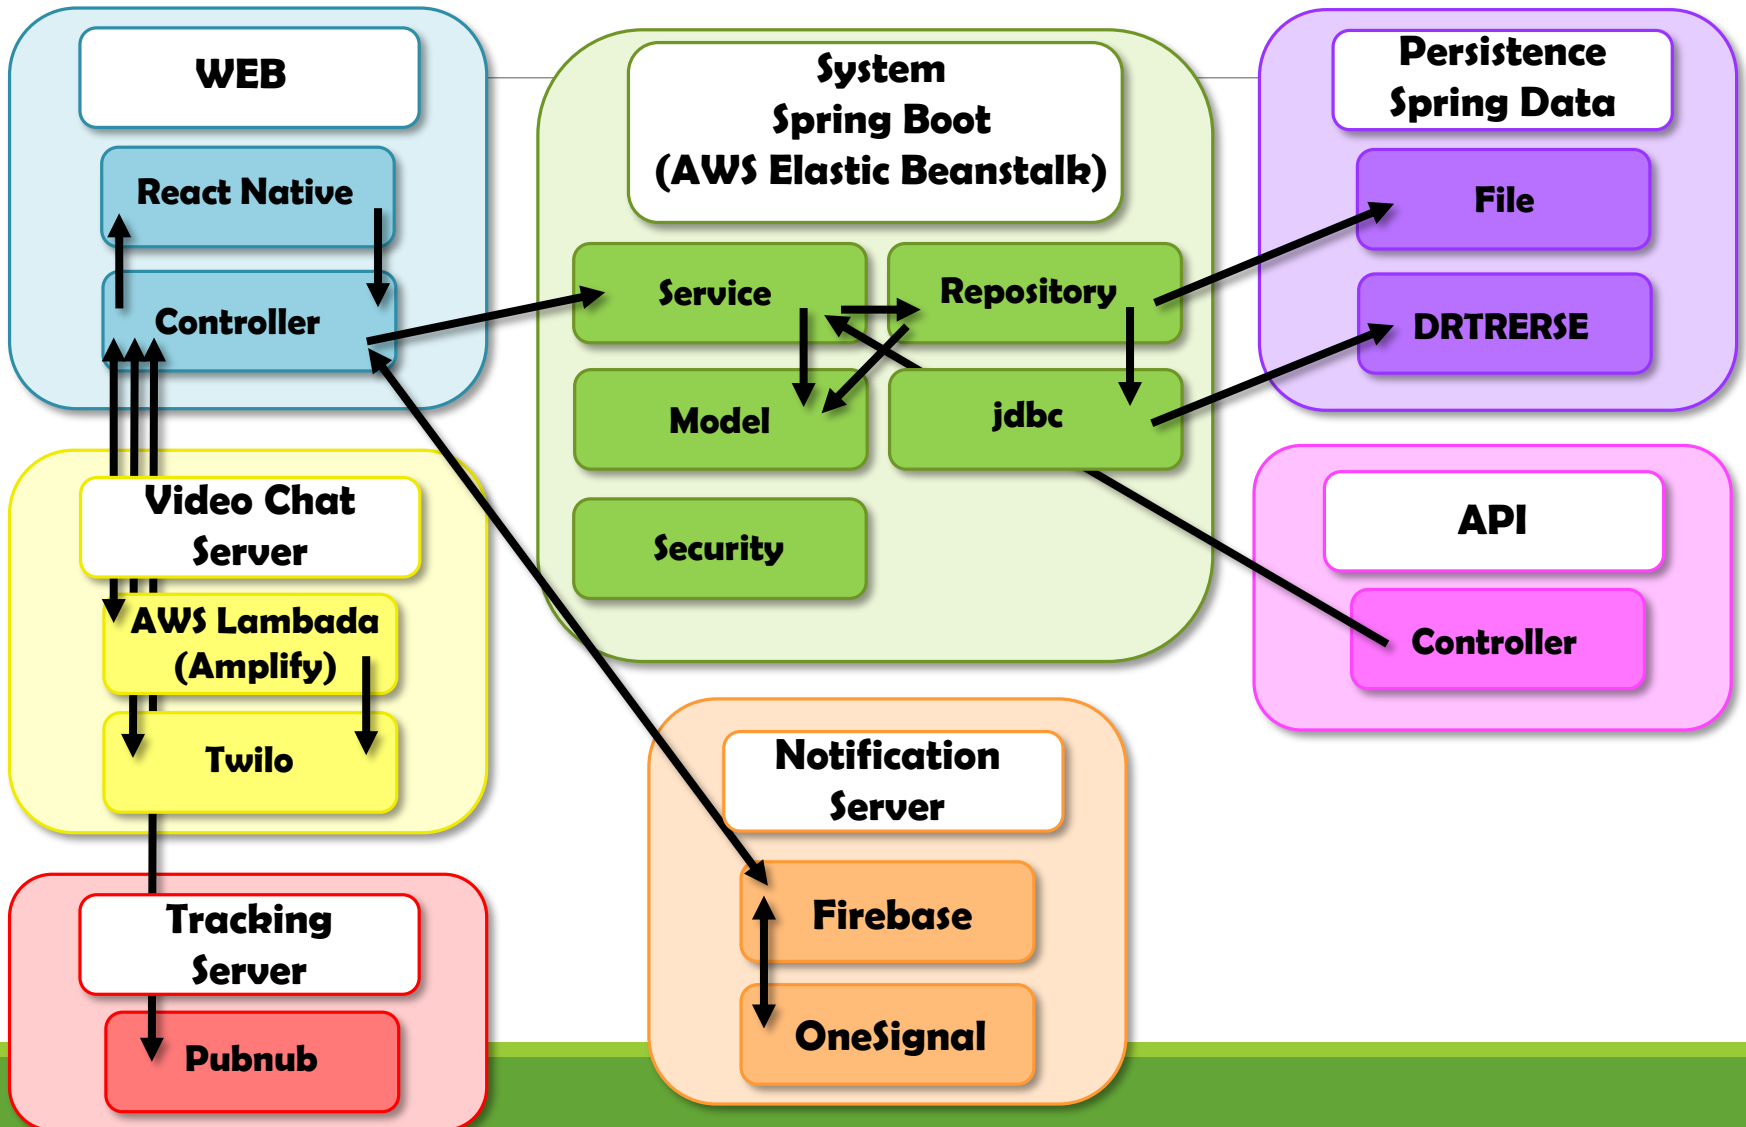 WEB
React Native
Controller
System
Spring Boot
(AWS Elastic Beanstalk)
Service
Repository
Model
jdbc
Security
Persistence
Spring Data
File
DRTRERSE
Video Chat
Server
AWS Lambada
(Amplify)
Twilo
API
Controller
Notification
Server
Firebase
OneSignal
Tracking
Server
Pubnub